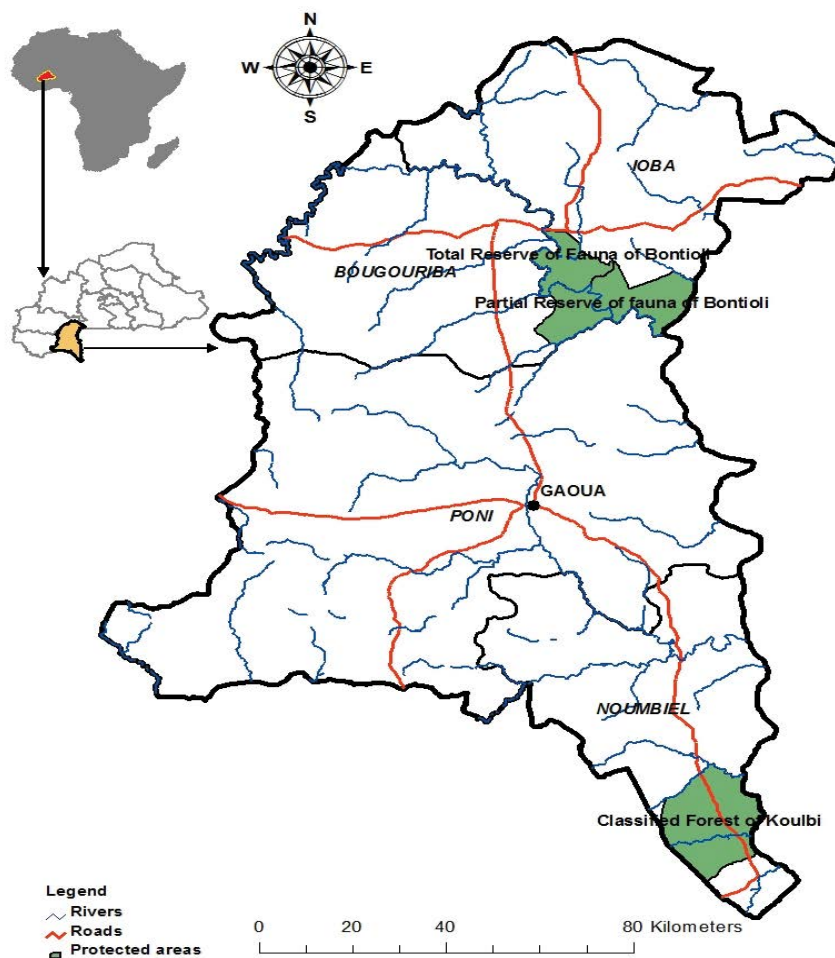 N
W E
S
IOBA
Total Reserve of Fauna of Bontioli
BOUGOURIBA
Partial Reserve of fauna of Bontioli
GAOUA
PONI
NOUMBIEL
Classified Forest of Koulbi
Legend
Rivers
Roads
Protected areas
0 20 40 80 Kilometers